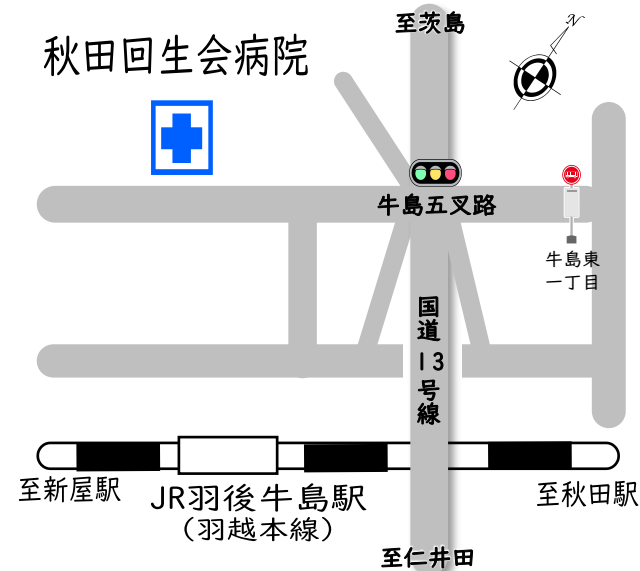 至茨島
N
秋田回生会病院
牛島五叉路
牛島東
一丁目
国道13号線
至新屋駅
JR羽後牛島駅
（羽越本線）
至秋田駅
至仁井田